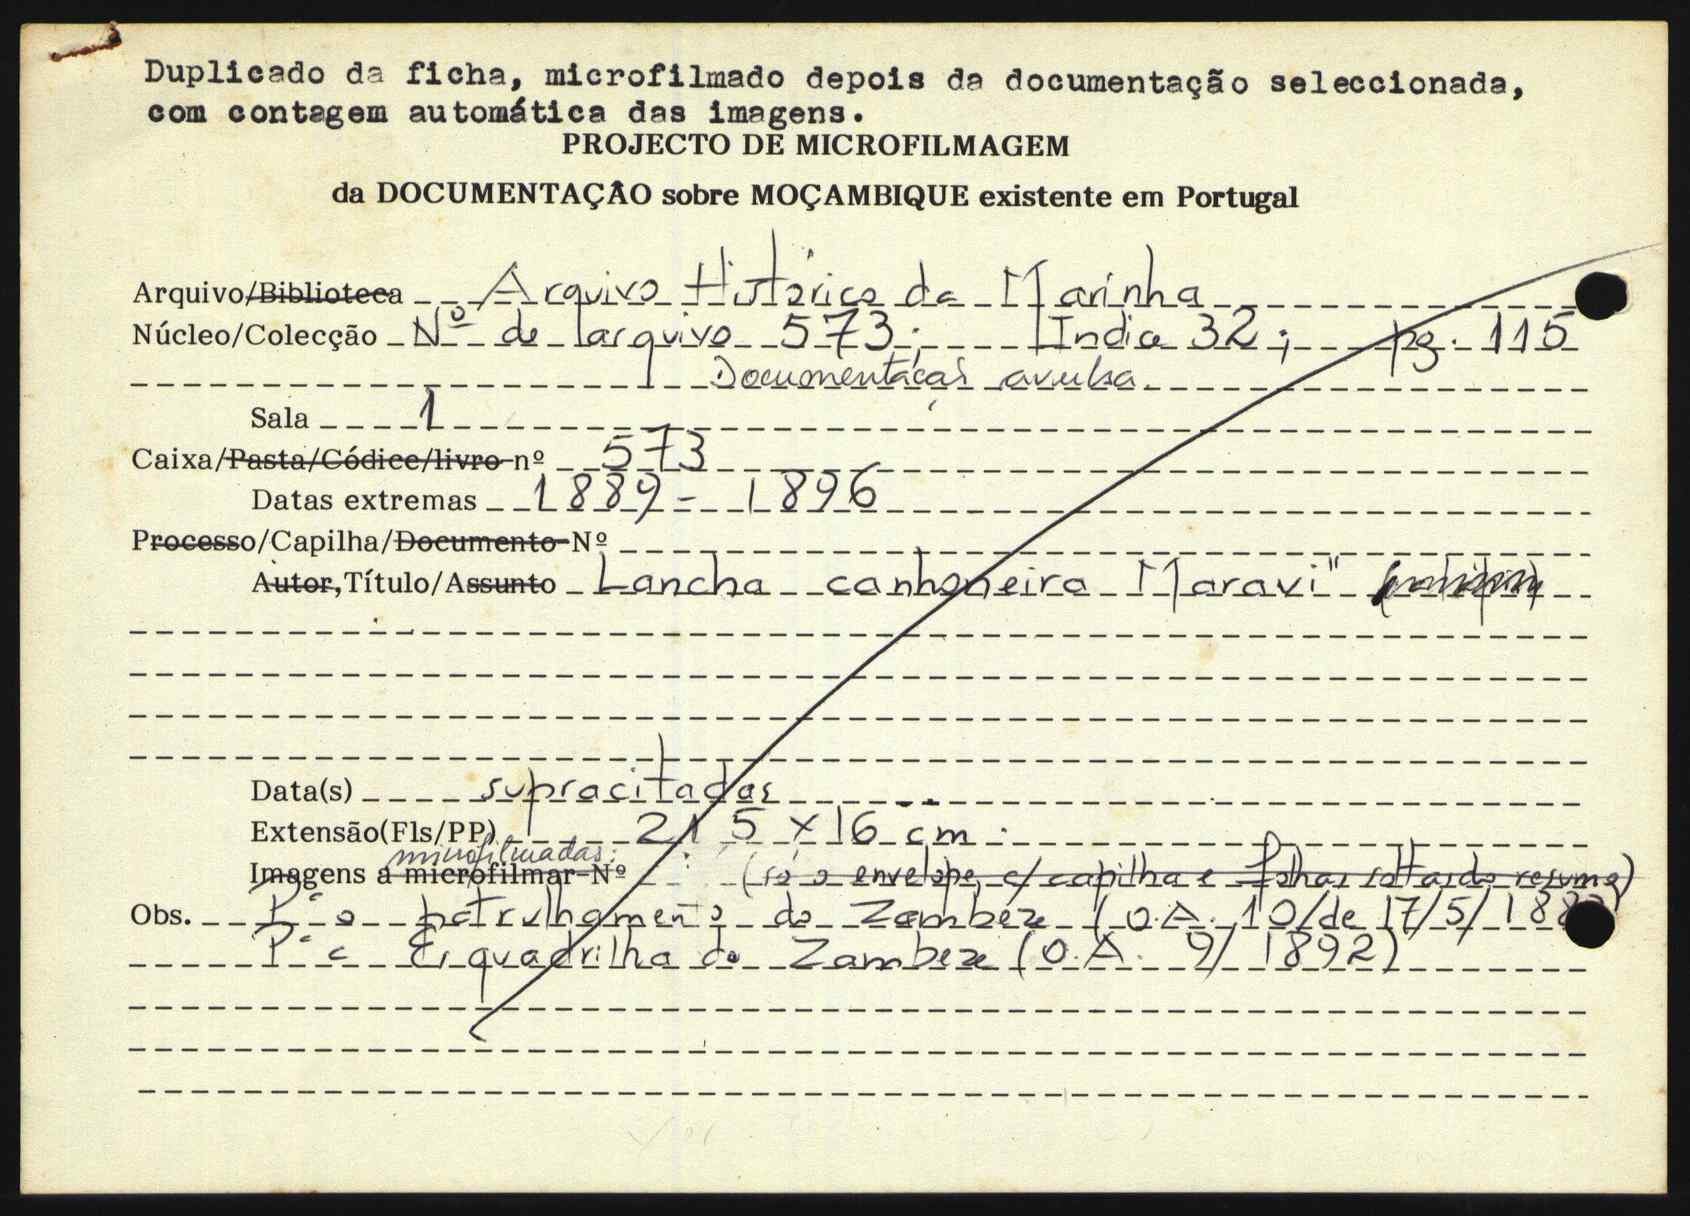 Duplicado da ficha, microfilmado depois da documentação seleccionada,
com contagem automática das imagens.
PROJECTO DE MICROFILMAGEM
da DOCUMENTAÇÃO sobre MOÇAMBIQUE existente em Portugal
Arquivo/Biblioteca Arquivo Histórico da Marinha
Núcleo/Colecção Nº de arquivo 573; India 32; pg. 115
Documentação avulsa
Sala 1
Caixa/Pasta/Códice/livro nº 573
Datas extremas 1889 - 1896
Processo/Capilha/Documento Nº
Autor, Título/Assunto Lancha canhoneira Maravi"
Data(s) supracitadas
Extensão(Fls/PP) 21 5 x 16 cm.
microfilmadas:
Imagens a microfilmar Nº (só o envelope, c/ capilha e folhas soltas do resumo)
Obs. Pª o patrulhamento do Zambéze (O.A. 10/de 17/5/188
Pª a Esquadrilha do Zambeze (O.A. 9/1892)